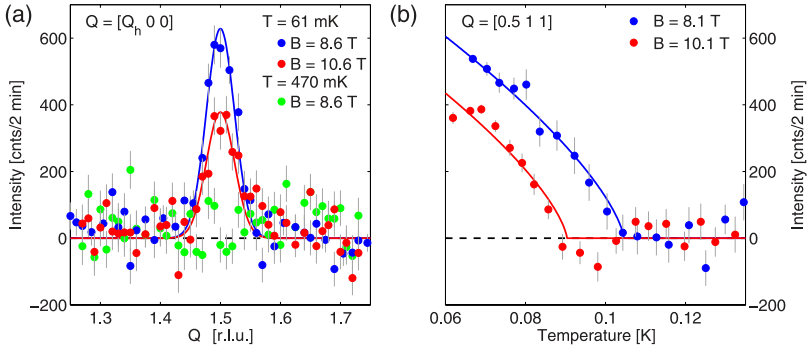 (a)
Q = [Qh 0 0]
T = 61 mK
B = 8.6 T
B = 10.6 T
T = 470 mK
B = 8.6 T
Intensity [cnts/2 min]
600
400
200
0
−200
1.3 1.4 1.5 1.6 1.7
Q [r.l.u.]
(b)
Q = [0.5 1 1]
B = 8.1 T
B = 10.1 T
600
400
200
0
−200
Intensity [cnts/2 min]
0.06 0.08 0.10 0.12
Temperature [K]